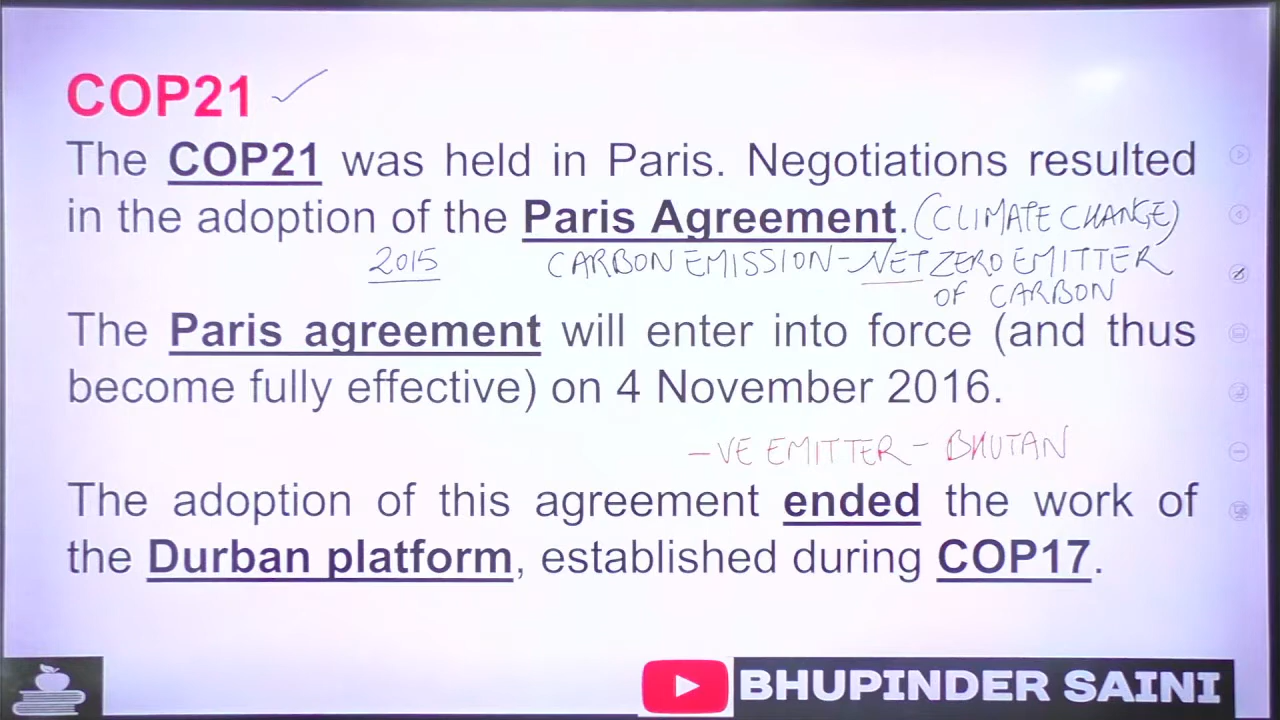 COP21
The COP21 was held in Paris. Negotiations resulted
in the adoption of the Paris Agreement. (CLIMATE CHANGE)
2015 CARBON EMISSION - NET ZERO EMITTER
OF CARBON
The Paris agreement will enter into force (and thus
become fully effective) on 4 November 2016.
-VE EMITTER - BHUTAN
The adoption of this agreement ended the work of
the Durban platform, established during COP17.
BHUPINDER SAINI